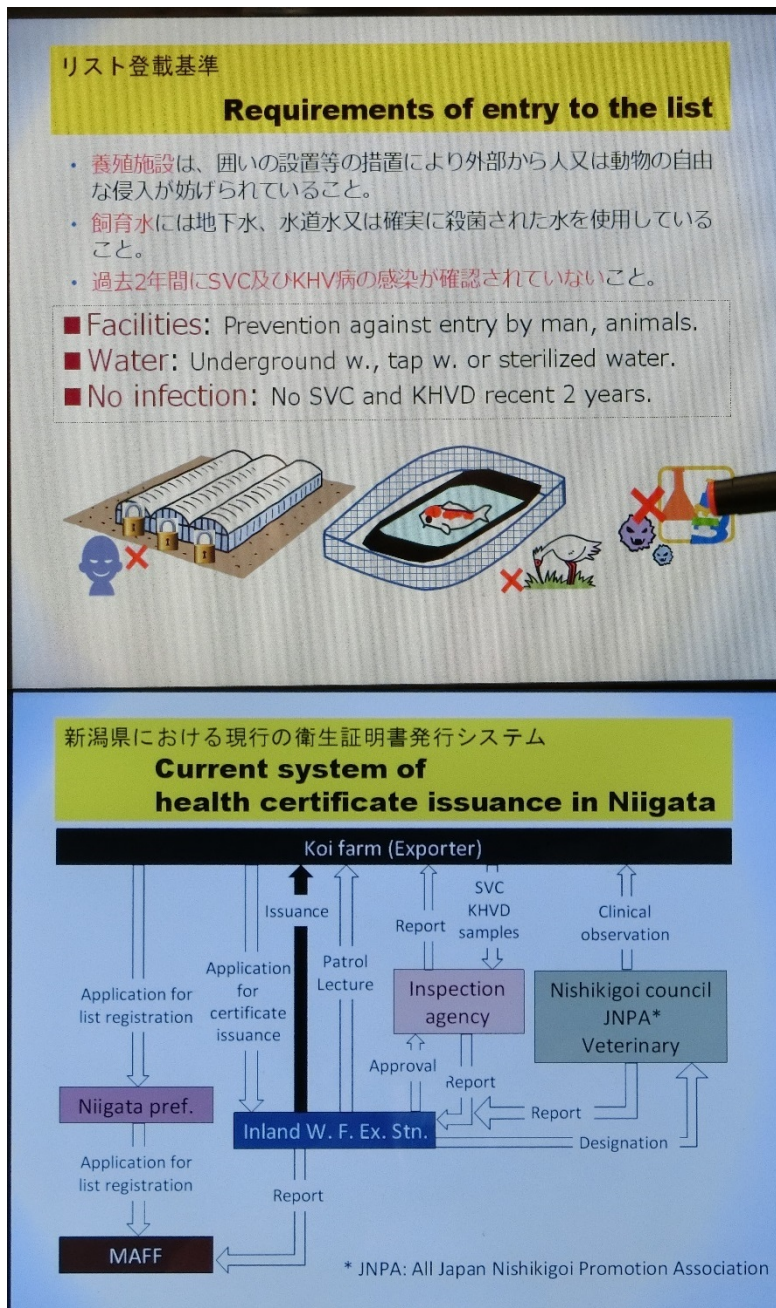 リスト登載基準
Requirements of entry to the list
・ 養殖施設は、囲いの設置等の措置により外部から人又は動物の自由
な侵入が妨げられていること。
・ 飼育水には地下水、水道水又は確実に殺菌された水を使用している
こと。
・ 過去2年間にSVC及びKHV病の感染が確認されていないこと。
■ Facilities: Prevention against entry by man, animals.
■ Water: Underground w., tap w. or sterilized water.
■ No infection: No SVC and KHVD recent 2 years.
新潟県における現行の衛生証明書発行システム
Current system of
health certificate issuance in Niigata
Koi farm (Exporter)
Application for
list registration
Application
for
certificate
issuance
Issuance
Patrol
Lecture
Report
SVC
KHVD
samples
Clinical
observation
Inspection
agency
Nishikigoi council
JNPA*
Veterinary
Approval
Report
Report
Designation
Niigata pref.
Inland W. F. Ex. Stn.
Application for
list registration
Report
MAFF
* JNPA: All Japan Nishikigoi Promotion Association